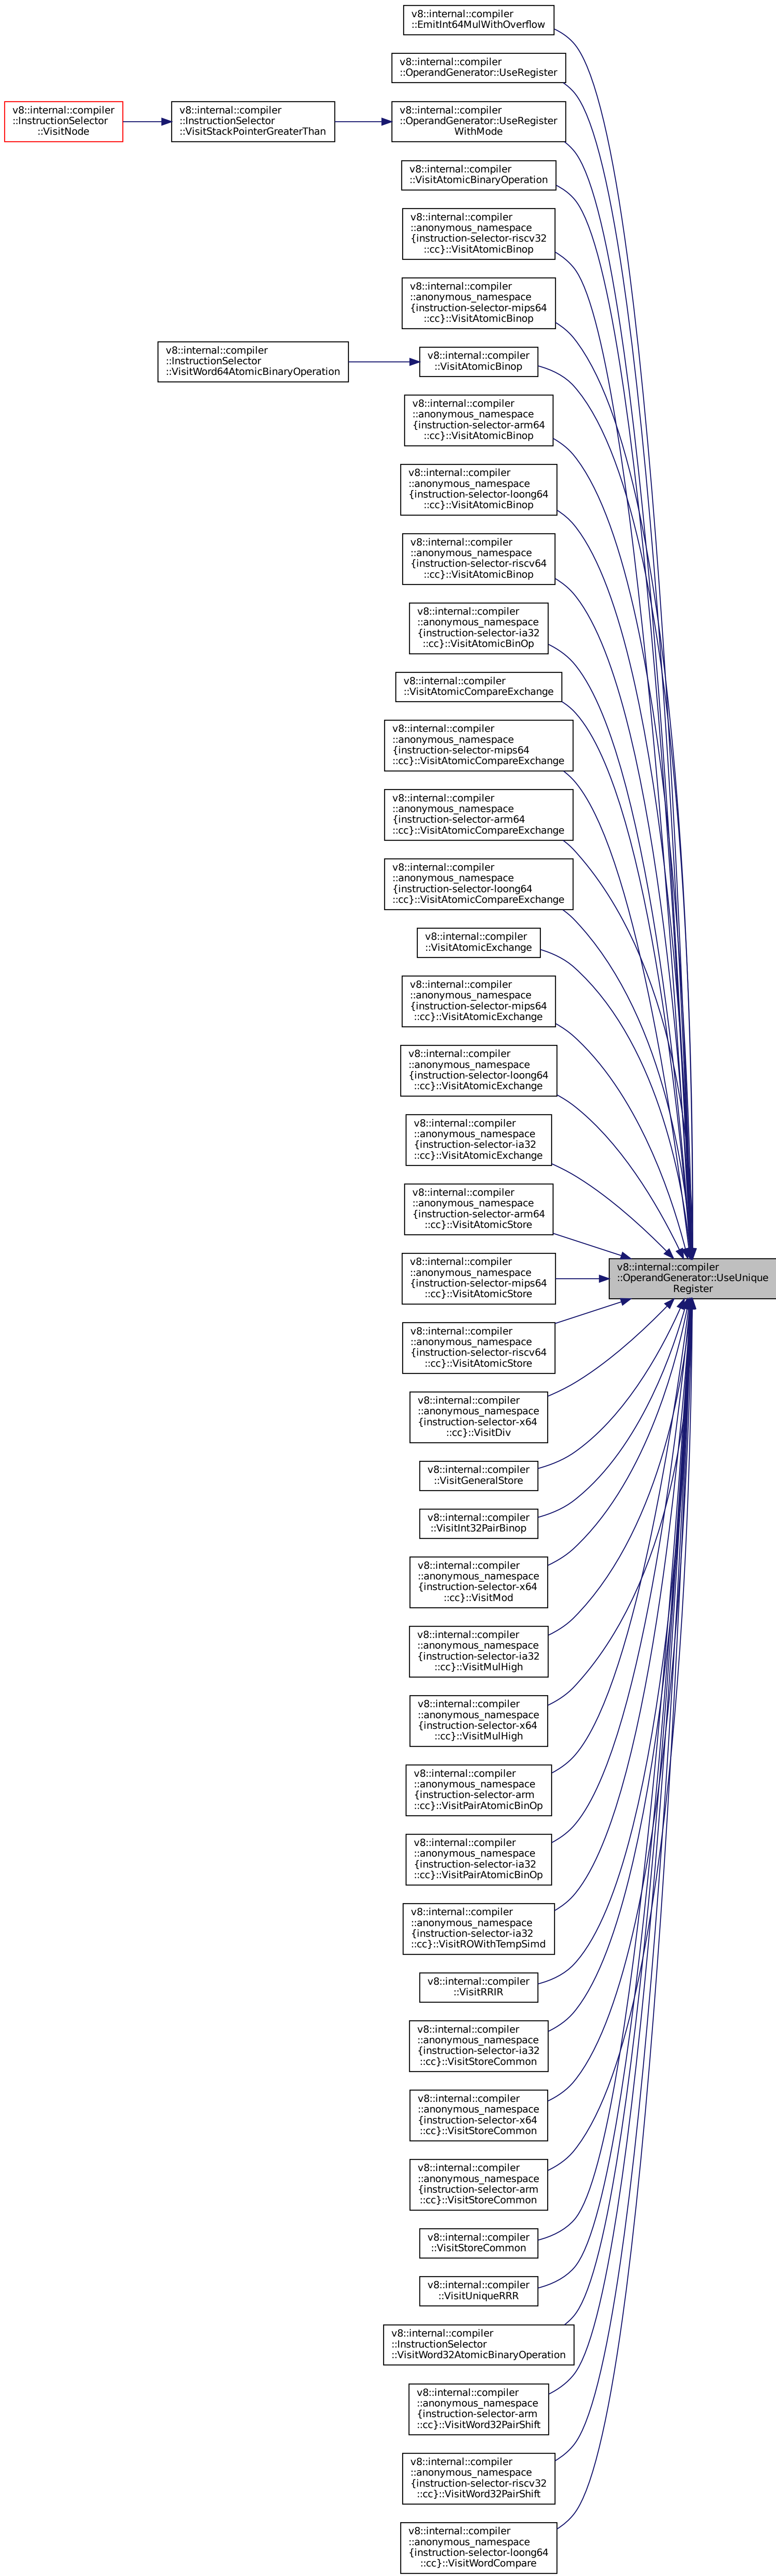 v8::internal::compiler
::EmitInt64MulWithOverflow
v8::internal::compiler
::OperandGenerator::UseRegister
v8::internal::compiler
::InstructionSelector
::VisitNode
v8::internal::compiler
::InstructionSelector
::VisitStackPointerGreaterThan
v8::internal::compiler
::OperandGenerator::UseRegister
WithMode
v8::internal::compiler
::VisitAtomicBinaryOperation
v8::internal::compiler
::anonymous_namespace
{instruction-selector-riscv32
::cc}::VisitAtomicBinop
v8::internal::compiler
::anonymous_namespace
{instruction-selector-mips64
::cc}::VisitAtomicBinop
v8::internal::compiler
::InstructionSelector
::VisitWord64AtomicBinaryOperation
v8::internal::compiler
::VisitAtomicBinop
v8::internal::compiler
::anonymous_namespace
{instruction-selector-arm64
::cc}::VisitAtomicBinop
v8::internal::compiler
::anonymous_namespace
{instruction-selector-loong64
::cc}::VisitAtomicBinop
v8::internal::compiler
::anonymous_namespace
{instruction-selector-riscv64
::cc}::VisitAtomicBinop
v8::internal::compiler
::anonymous_namespace
{instruction-selector-ia32
::cc}::VisitAtomicBinOp
v8::internal::compiler
::VisitAtomicCompareExchange
v8::internal::compiler
::anonymous_namespace
{instruction-selector-mips64
::cc}::VisitAtomicCompareExchange
v8::internal::compiler
::anonymous_namespace
{instruction-selector-arm64
::cc}::VisitAtomicCompareExchange
v8::internal::compiler
::anonymous_namespace
{instruction-selector-loong64
::cc}::VisitAtomicCompareExchange
v8::internal::compiler
::VisitAtomicExchange
v8::internal::compiler
::anonymous_namespace
{instruction-selector-mips64
::cc}::VisitAtomicExchange
v8::internal::compiler
::anonymous_namespace
{instruction-selector-loong64
::cc}::VisitAtomicExchange
v8::internal::compiler
::anonymous_namespace
{instruction-selector-ia32
::cc}::VisitAtomicExchange
v8::internal::compiler
::anonymous_namespace
{instruction-selector-arm64
::cc}::VisitAtomicStore
v8::internal::compiler
::anonymous_namespace
{instruction-selector-mips64
::cc}::VisitAtomicStore
v8::internal::compiler
::OperandGenerator::UseUnique
Register
v8::internal::compiler
::anonymous_namespace
{instruction-selector-riscv64
::cc}::VisitAtomicStore
v8::internal::compiler
::anonymous_namespace
{instruction-selector-x64
::cc}::VisitDiv
v8::internal::compiler
::VisitGeneralStore
v8::internal::compiler
::VisitInt32PairBinop
v8::internal::compiler
::anonymous_namespace
{instruction-selector-x64
::cc}::VisitMod
v8::internal::compiler
::anonymous_namespace
{instruction-selector-ia32
::cc}::VisitMulHigh
v8::internal::compiler
::anonymous_namespace
{instruction-selector-x64
::cc}::VisitMulHigh
v8::internal::compiler
::anonymous_namespace
{instruction-selector-arm
::cc}::VisitPairAtomicBinOp
v8::internal::compiler
::anonymous_namespace
{instruction-selector-ia32
::cc}::VisitPairAtomicBinOp
v8::internal::compiler
::anonymous_namespace
{instruction-selector-ia32
::cc}::VisitROWithTempSimd
v8::internal::compiler
::VisitRRIR
v8::internal::compiler
::anonymous_namespace
{instruction-selector-ia32
::cc}::VisitStoreCommon
v8::internal::compiler
::anonymous_namespace
{instruction-selector-x64
::cc}::VisitStoreCommon
v8::internal::compiler
::anonymous_namespace
{instruction-selector-arm
::cc}::VisitStoreCommon
v8::internal::compiler
::VisitStoreCommon
v8::internal::compiler
::VisitUniqueRRR
v8::internal::compiler
::InstructionSelector
::VisitWord32AtomicBinaryOperation
v8::internal::compiler
::anonymous_namespace
{instruction-selector-arm
::cc}::VisitWord32PairShift
v8::internal::compiler
::anonymous_namespace
{instruction-selector-riscv32
::cc}::VisitWord32PairShift
v8::internal::compiler
::anonymous_namespace
{instruction-selector-loong64
::cc}::VisitWordCompare